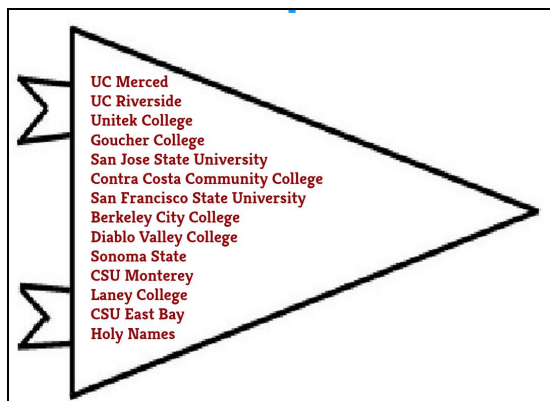 UC Merced
UC Riverside
Unitek College
Goucher College
San Jose State University
Contra Costa Community College
San Francisco State University
Berkeley City College
Diablo Valley College
Sonoma State
CSU Monterey
Laney College
CSU East Bay
Holy Names